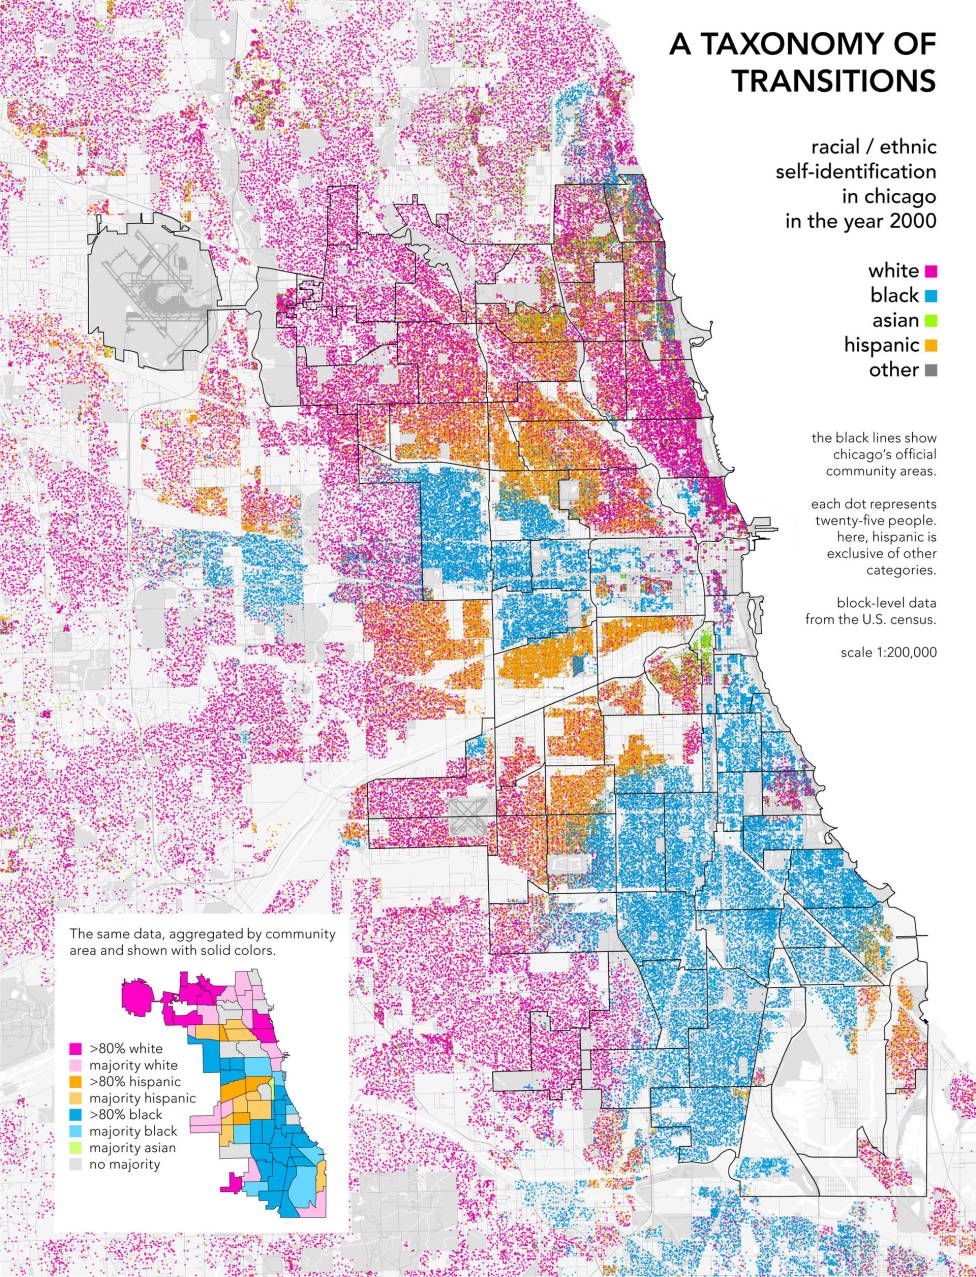 A TAXONOMY OF
TRANSITIONS
racial / ethnic
self-identification
in chicago
in the year 2000
white
black
asian
hispanic
other
the black lines show
chicago's official
community areas.
each dot represents
twenty-five people.
here, hispanic is
exclusive of other
categories.
block-level data
from the U.S. census.
scale 1:200,000
The same data, aggregated by community
area and shown with solid colors.
>80% white
majority white
>80% hispanic
majority hispanic
>80% black
majority black
majority asian
no majority